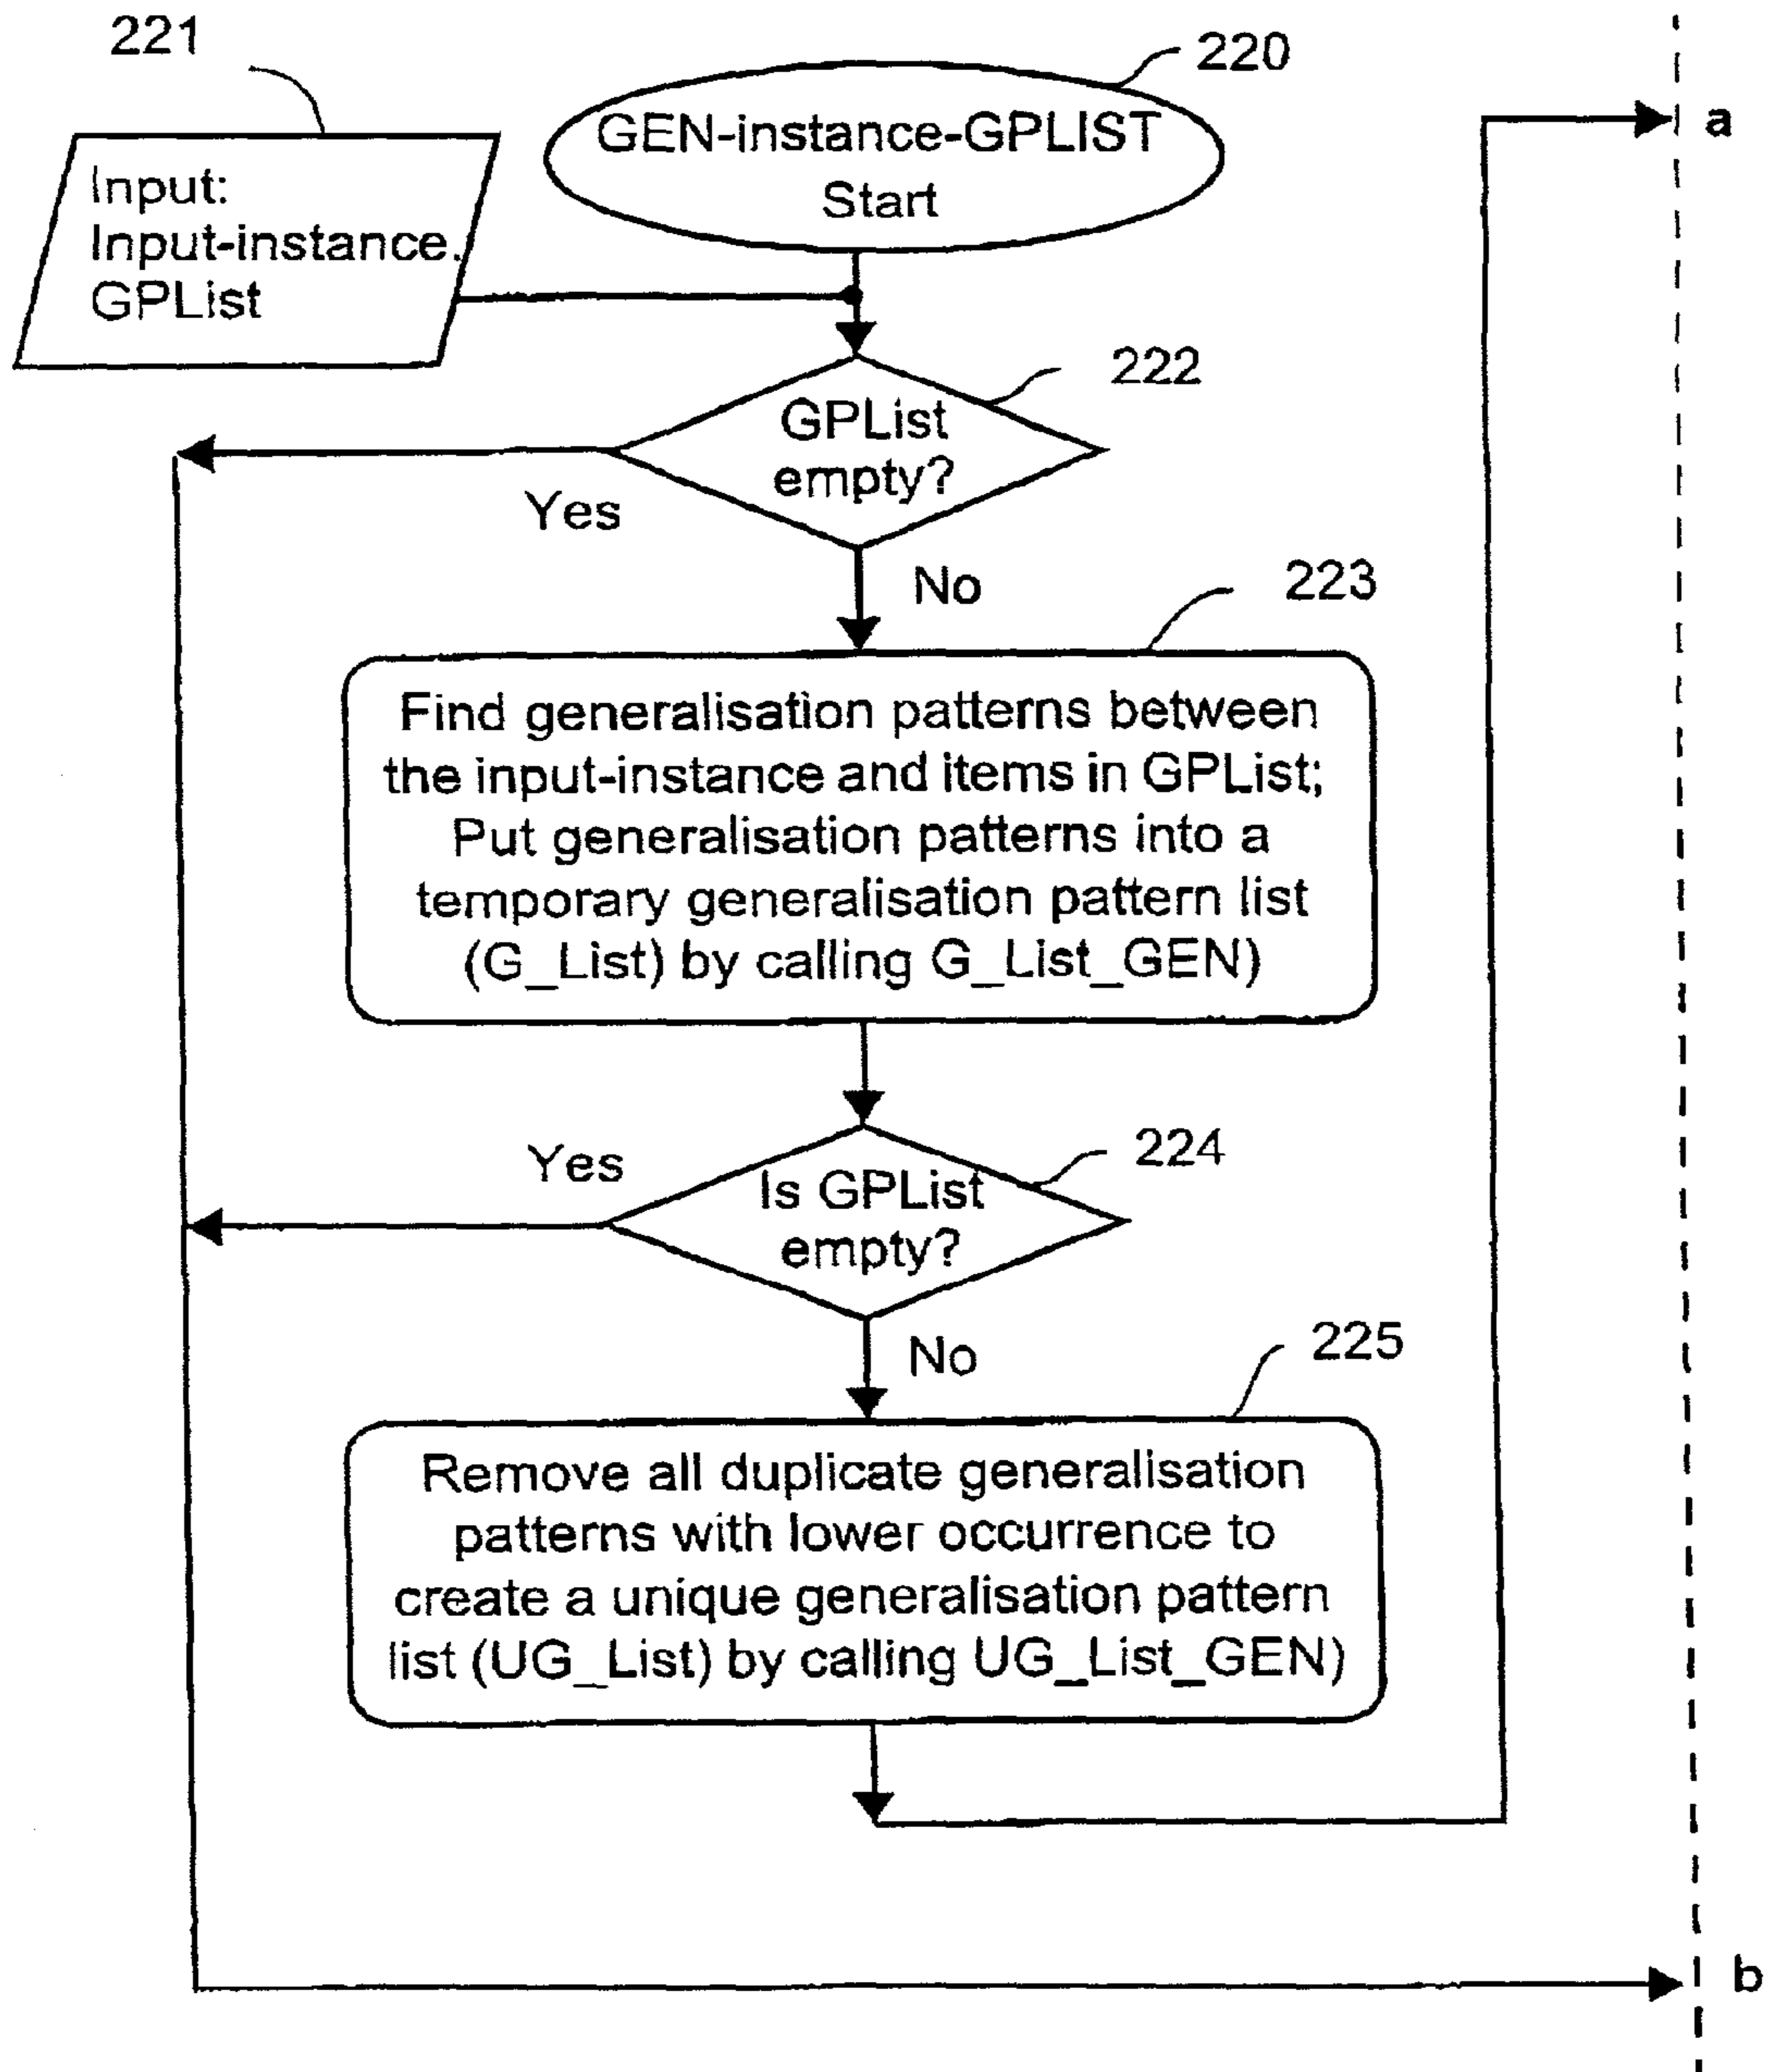 221
220
GEN-instance-GPLIST
Start
a
Input:
Input-instance.
GPList
222
GPList
empty?
Yes
No
223
Find generalisation patterns between
the input-instance and items in GPList;
Put generalisation patterns into a
temporary generalisation pattern list
(G_List) by calling G_List_GEN)
Yes
224
Is GPList
empty?
No
225
Remove all duplicate generalisation
patterns with lower occurrence to
create a unique generalisation pattern
list (UG_List) by calling UG_List_GEN)
b